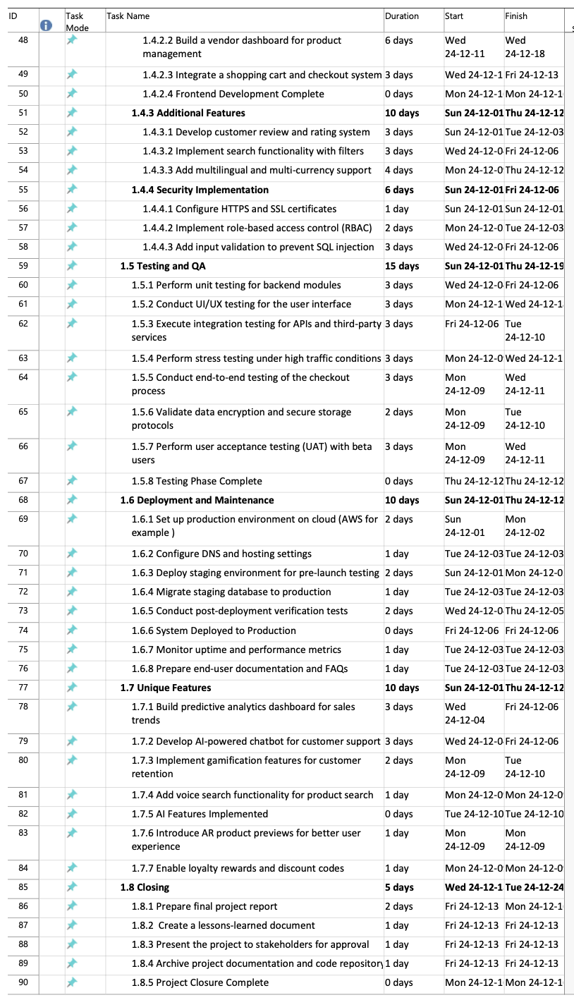 ID Task Mode Task Name Duration Start Finish
48 1.4.2.2 Build a vendor dashboard for product management 6 days Wed 24-12-11 Wed 24-12-18
49 1.4.2.3 Integrate a shopping cart and checkout system 3 days Wed 24-12-1 Fri 24-12-13
50 1.4.2.4 Frontend Development Complete 0 days Mon 24-12-1 Mon 24-12-1
51 1.4.3 Additional Features 10 days Sun 24-12-01 Thu 24-12-12
52 1.4.3.1 Develop customer review and rating system 3 days Sun 24-12-01 Tue 24-12-03
53 1.4.3.2 Implement search functionality with filters 3 days Wed 24-12-0 Fri 24-12-06
54 1.4.3.3 Add multilingual and multi-currency support 4 days Mon 24-12-0 Thu 24-12-12
55 1.4.4 Security Implementation 6 days Sun 24-12-01 Fri 24-12-06
56 1.4.4.1 Configure HTTPS and SSL certificates 1 day Sun 24-12-01 Sun 24-12-01
57 1.4.4.2 Implement role-based access control (RBAC) 2 days Mon 24-12-0 Tue 24-12-03
58 1.4.4.3 Add input validation to prevent SQL injection 3 days Wed 24-12-0 Fri 24-12-06
59 1.5 Testing and QA 15 days Sun 24-12-01 Thu 24-12-19
60 1.5.1 Perform unit testing for backend modules 3 days Wed 24-12-0 Fri 24-12-06
61 1.5.2 Conduct UI/UX testing for the user interface 3 days Mon 24-12-1 Wed 24-12-1
62 1.5.3 Execute integration testing for APIs and third-party services 3 days Fri 24-12-06 Tue 24-12-10
63 1.5.4 Perform stress testing under high traffic conditions 3 days Mon 24-12-0 Wed 24-12-1
64 1.5.5 Conduct end-to-end testing of the checkout process 3 days Mon 24-12-09 Wed 24-12-11
65 1.5.6 Validate data encryption and secure storage protocols 2 days Mon 24-12-09 Tue 24-12-10
66 1.5.7 Perform user acceptance testing (UAT) with beta users 3 days Mon 24-12-09 Wed 24-12-11
67 1.5.8 Testing Phase Complete 0 days Thu 24-12-12 Thu 24-12-12
68 1.6 Deployment and Maintenance 10 days Sun 24-12-01 Thu 24-12-12
69 1.6.1 Set up production environment on cloud (AWS for example ) 2 days Sun 24-12-01 Mon 24-12-02
70 1.6.2 Configure DNS and hosting settings 1 day Tue 24-12-03 Tue 24-12-03
71 1.6.3 Deploy staging environment for pre-launch testing 2 days Sun 24-12-01 Mon 24-12-0
72 1.6.4 Migrate staging database to production 1 day Tue 24-12-03 Tue 24-12-03
73 1.6.5 Conduct post-deployment verification tests 2 days Wed 24-12-0 Thu 24-12-05
74 1.6.6 System Deployed to Production 0 days Fri 24-12-06 Fri 24-12-06
75 1.6.7 Monitor uptime and performance metrics 1 day Tue 24-12-03 Tue 24-12-03
76 1.6.8 Prepare end-user documentation and FAQs 1 day Tue 24-12-03 Tue 24-12-03
77 1.7 Unique Features 10 days Sun 24-12-01 Thu 24-12-12
78 1.7.1 Build predictive analytics dashboard for sales trends 3 days Wed 24-12-04 Fri 24-12-06
79 1.7.2 Develop AI-powered chatbot for customer support 3 days Wed 24-12-0 Fri 24-12-06
80 1.7.3 Implement gamification features for customer retention 2 days Mon 24-12-09 Tue 24-12-10
81 1.7.4 Add voice search functionality for product search 1 day Mon 24-12-0 Mon 24-12-0
82 1.7.5 AI Features Implemented 0 days Tue 24-12-10 Tue 24-12-10
83 1.7.6 Introduce AR product previews for better user experience 1 day Mon 24-12-09 Mon 24-12-09
84 1.7.7 Enable loyalty rewards and discount codes 1 day Mon 24-12-0 Mon 24-12-0
85 1.8 Closing 5 days Wed 24-12-1 Tue 24-12-24
86 1.8.1 Prepare final project report 2 days Fri 24-12-13 Mon 24-12-1
87 1.8.2 Create a lessons-learned document 1 day Fri 24-12-13 Fri 24-12-13
88 1.8.3 Present the project to stakeholders for approval 1 day Fri 24-12-13 Fri 24-12-13
89 1.8.4 Archive project documentation and code repository 1 day Fri 24-12-13 Fri 24-12-13
90 1.8.5 Project Closure Complete 0 days Mon 24-12-1 Mon 24-12-1